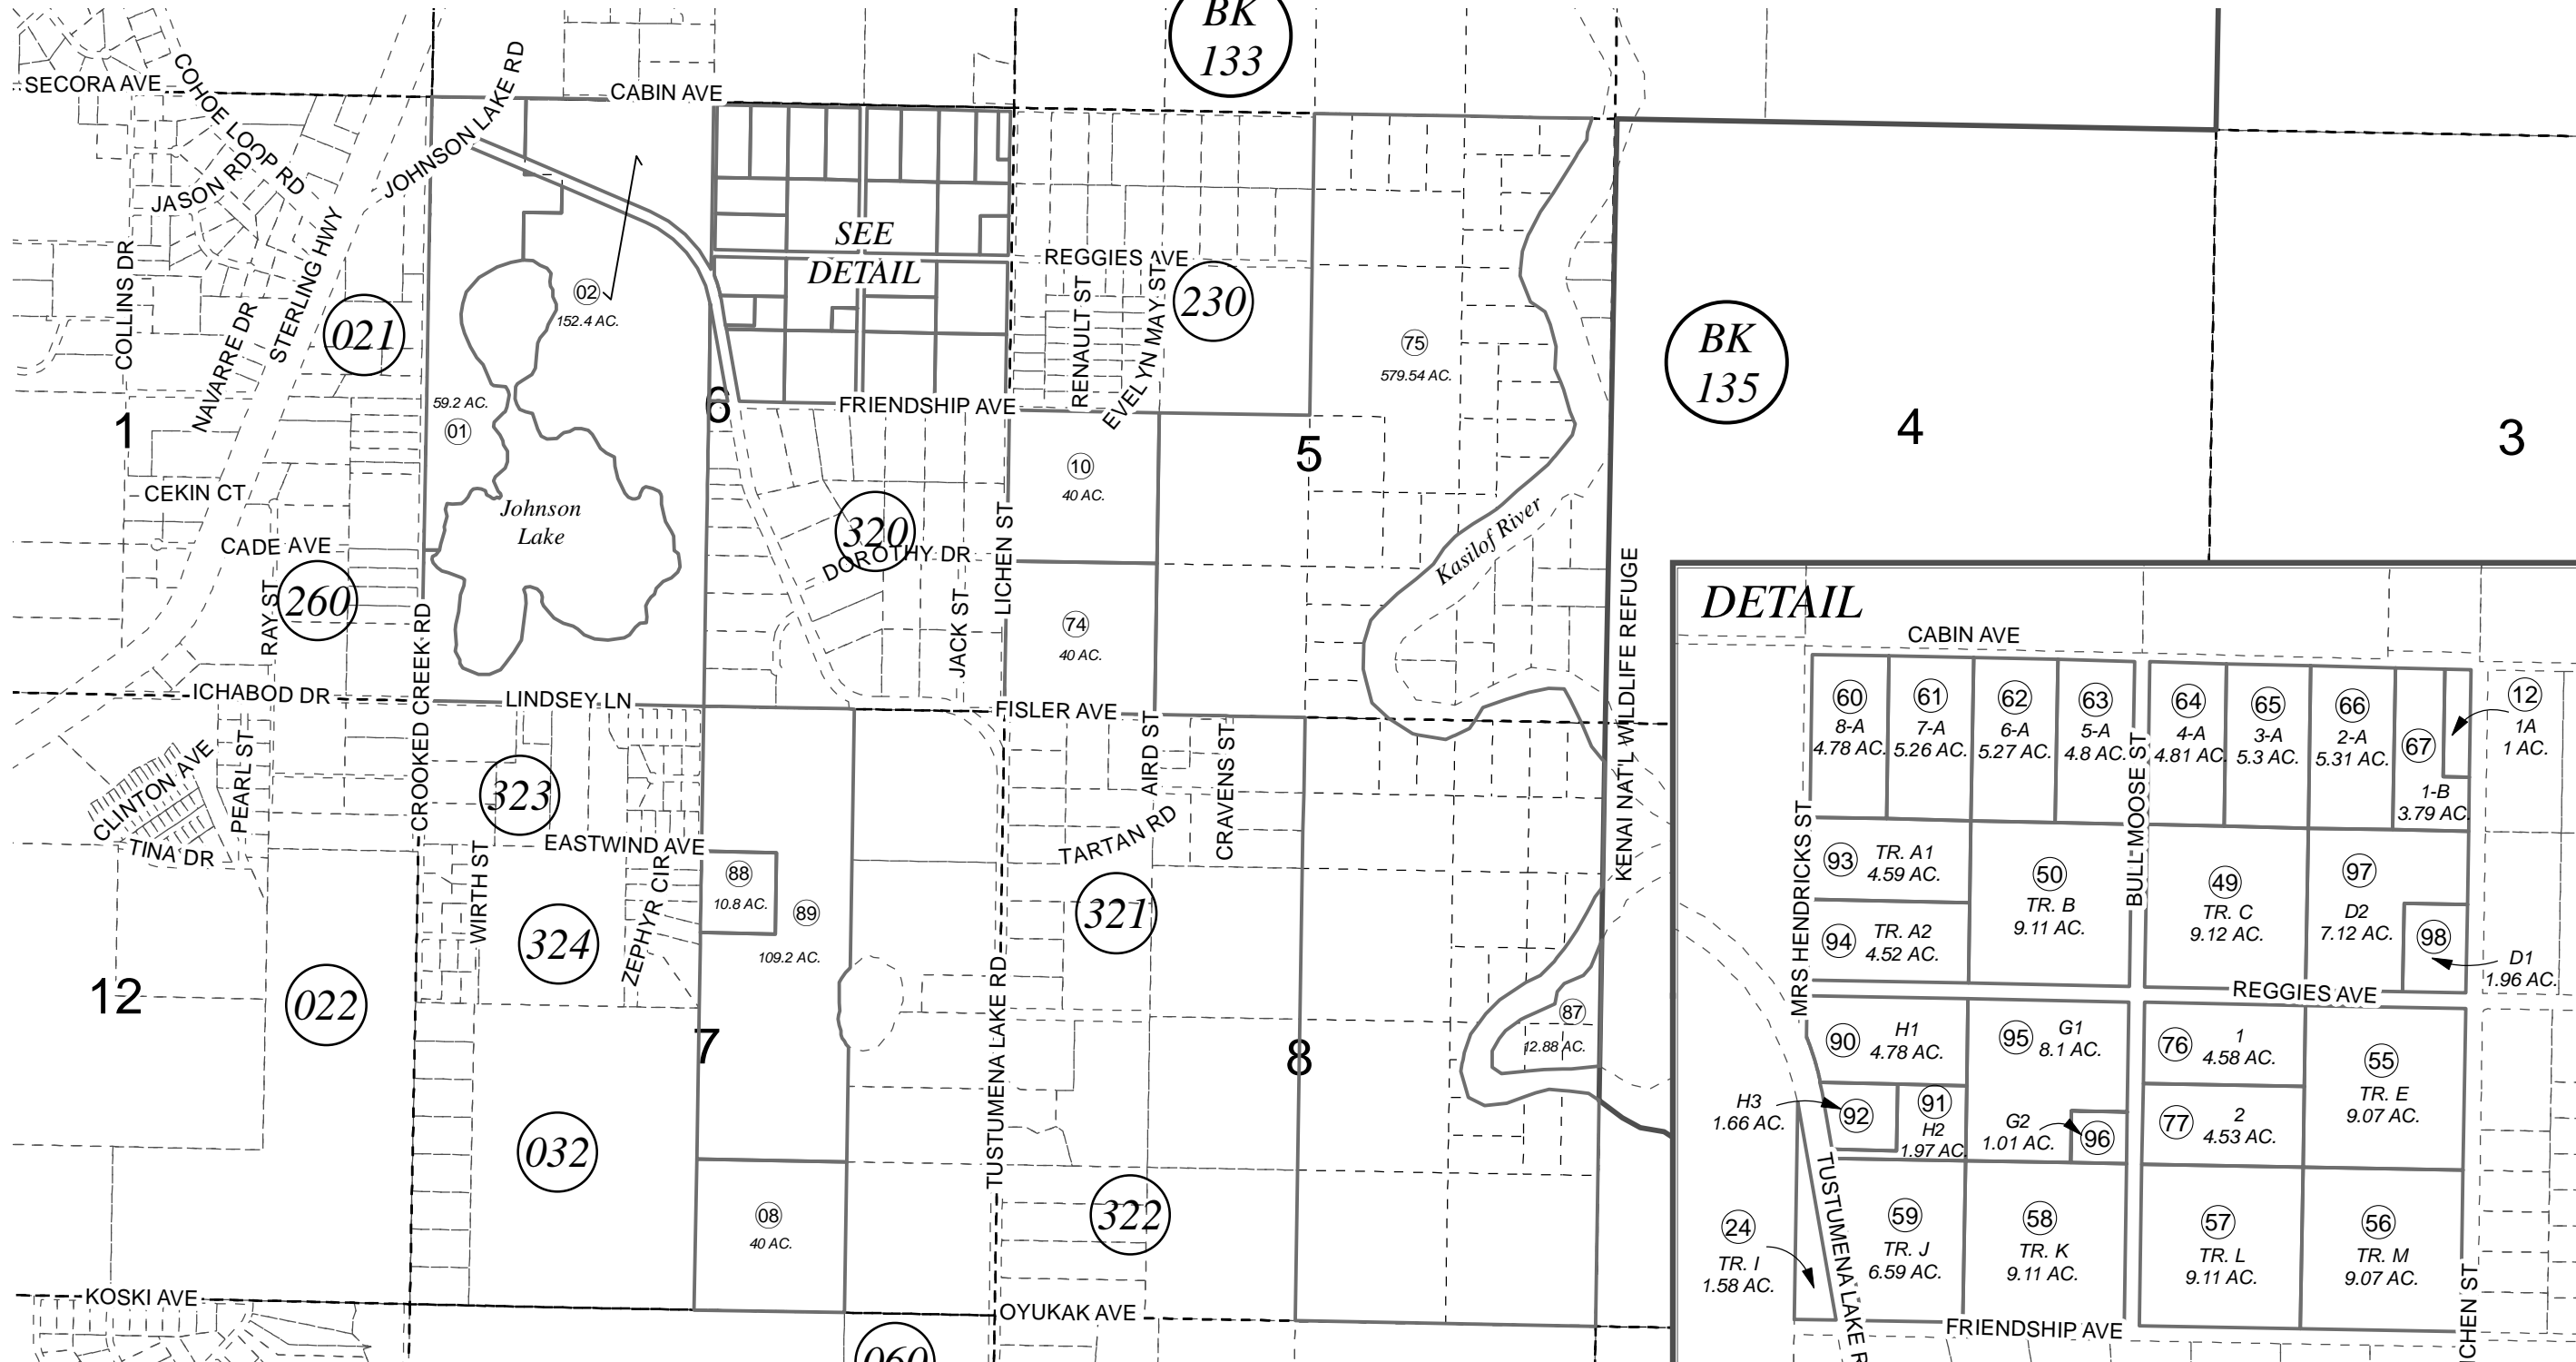 BK
133
SECORA AVE
COHOE LOOP RD
JASON RD
JOHNSON LAKE RD
CABIN AVE
COLLINS DR
NAVARRE DR
STERLING HWY
021
02
152.4 AC.
59.2 AC.
01
SEE
DETAIL
REGGIES AVE
RENAULT ST
EVELYN MAY ST
230
75
579.54 AC.
BK
135
1
6
5
4
3
FRIENDSHIP AVE
10
40 AC.
CEKIN CT
CADE AVE
RAY ST
260
Johnson
Lake
320
DOROTHY DR
JACK ST
LICHEN ST
74
40 AC.
Kasilof River
KENAI NAT'L WILDLIFE REFUGE
ICHABOD DR
CROOKED CREEK RD
LINDSEY LN
FISLER AVE
CLINTON AVE
TINA DR
PEARL ST
323
EASTWIND AVE
WIRTH ST
ZEPHYR CIR
324
88
10.8 AC.
89
109.2 AC.
AIRD ST
CRAVENS ST
TARTAN RD
321
12
022
7
8
TUSTUMENA LAKE RD
87
12.88 AC.
032
08
40 AC.
322
KOSKI AVE
OYUKAK AVE
060
DETAIL
CABIN AVE
60
8-A
4.78 AC.
61
7-A
5.26 AC.
62
6-A
5.27 AC.
63
5-A
4.8 AC.
64
4-A
4.81 AC.
65
3-A
5.3 AC.
66
2-A
5.31 AC.
67
1-B
3.79 AC.
12
1A
1 AC.
MRS HENDRICKS ST
BULL MOOSE ST
93
TR. A1
4.59 AC.
94
TR. A2
4.52 AC.
50
TR. B
9.11 AC.
49
TR. C
9.12 AC.
97
D2
7.12 AC.
98
D1
1.96 AC.
REGGIES AVE
90
H1
4.78 AC.
95
G1
8.1 AC.
76
1
4.58 AC.
55
TR. E
9.07 AC.
H3
1.66 AC.
92
91
H2
1.97 AC.
G2
1.01 AC.
96
77
2
4.53 AC.
24
TR. I
1.58 AC.
TUSTUMENA LAKE R
59
TR. J
6.59 AC.
58
TR. K
9.11 AC.
57
TR. L
9.11 AC.
56
TR. M
9.07 AC.
FRIENDSHIP AVE
CHEN ST